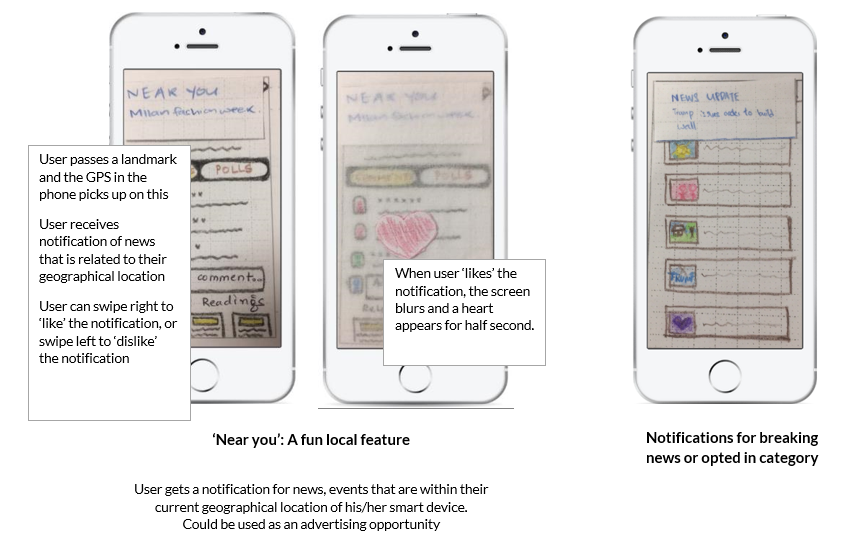 NEAR YOU
Milan fashion week.
POLLS
comment...
Readings
User passes a landmark
and the GPS in the
phone picks up on this
User receives
notification of news
that is related to their
geographical location
User can swipe right to
‘like’ the notification, or
swipe left to ‘dislike’
the notification
NEAR YOU
Milan fashion week.
COMMENTS
POLLS
When user ‘likes’ the
notification, the screen
blurs and a heart
appears for half second.
NEWS UPDATE
Trump issues order to build
wall
‘Near you’: A fun local feature
User gets a notification for news, events that are within their
current geographical location of his/her smart device.
Could be used as an advertising opportunity
Notifications for breaking
news or opted in category